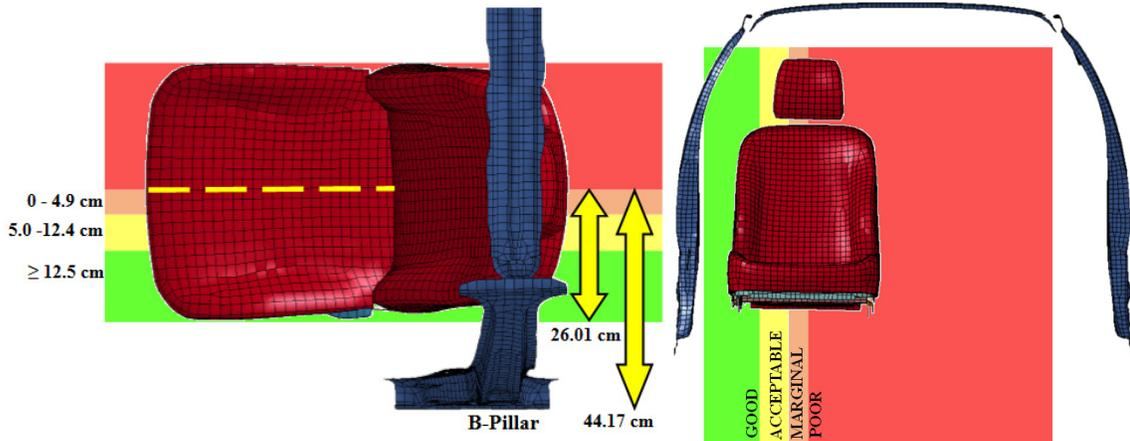 0 - 4.9 cm
5.0 -12.4 cm
≥ 12.5 cm
26.01 cm
44.17 cm
B-Pillar
GOOD
ACCEPTABLE
MARGINAL
POOR